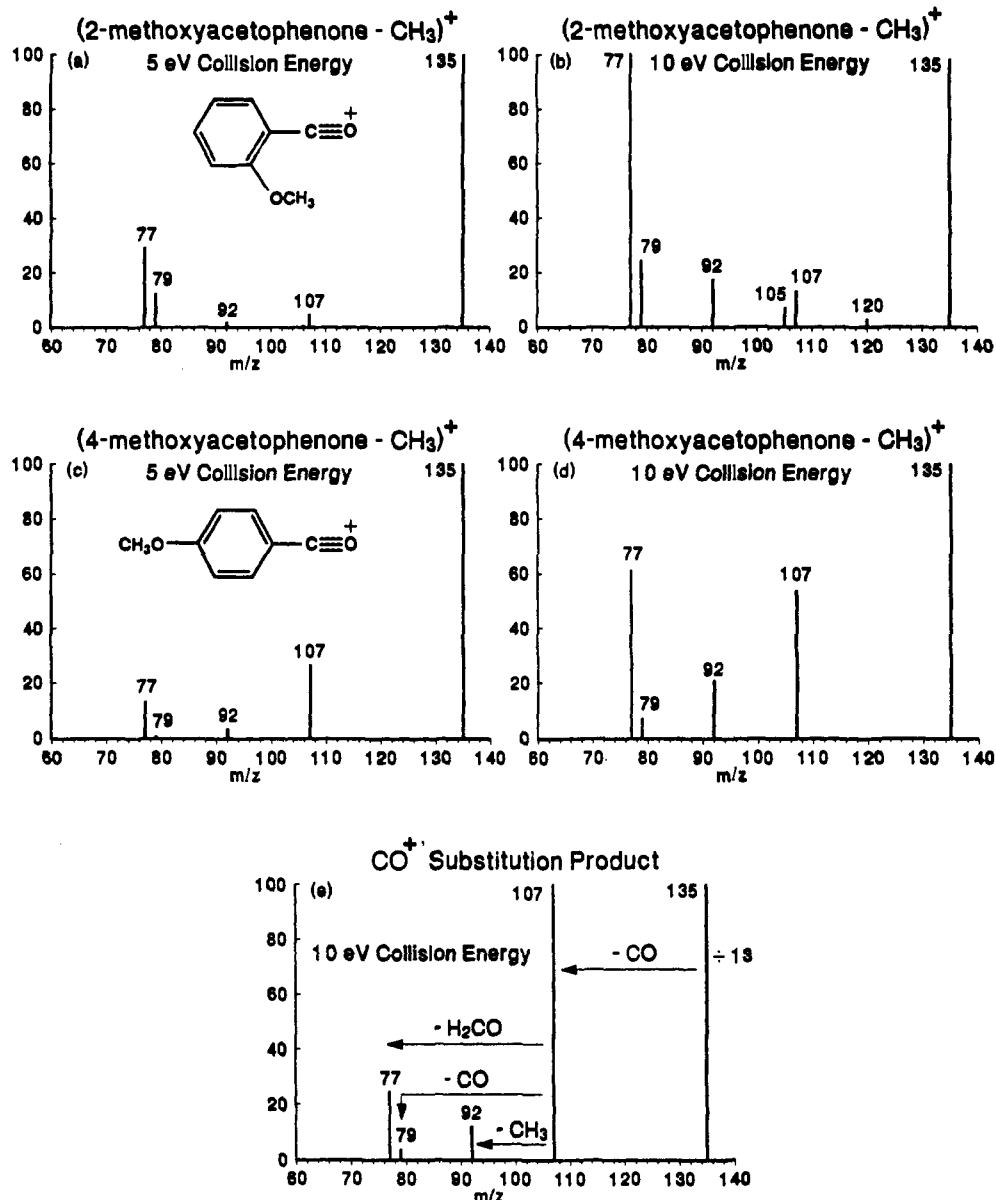 (2-methoxyacetophenone - CH3)+
(a)
5 eV Collision Energy
135
100
80
60
40
20
0
C≡O+
OCH3
77
79
92
107
60 70 80 90 100 110 120 130 140
m/z
(2-methoxyacetophenone - CH3)+
(b)
77
10 eV Collision Energy
135
100
80
60
40
20
0
79
92
105
107
120
60 70 80 90 100 110 120 130 140
m/z
(4-methoxyacetophenone - CH3)+
(c)
5 eV Collision Energy
135
100
80
60
40
20
0
CH3O
C≡O+
77
79
92
107
60 70 80 90 100 110 120 130 140
m/z
(4-methoxyacetophenone - CH3)+
(d)
10 eV Collision Energy
135
100
80
60
40
20
0
77
79
92
107
60 70 80 90 100 110 120 130 140
m/z
CO+· Substitution Product
(e)
107
135
100
80
60
40
20
0
10 eV Collision Energy
- CO
÷ 13
- H2CO
77
- CO
79
92
- CH3
60 70 80 90 100 110 120 130 140
m/z